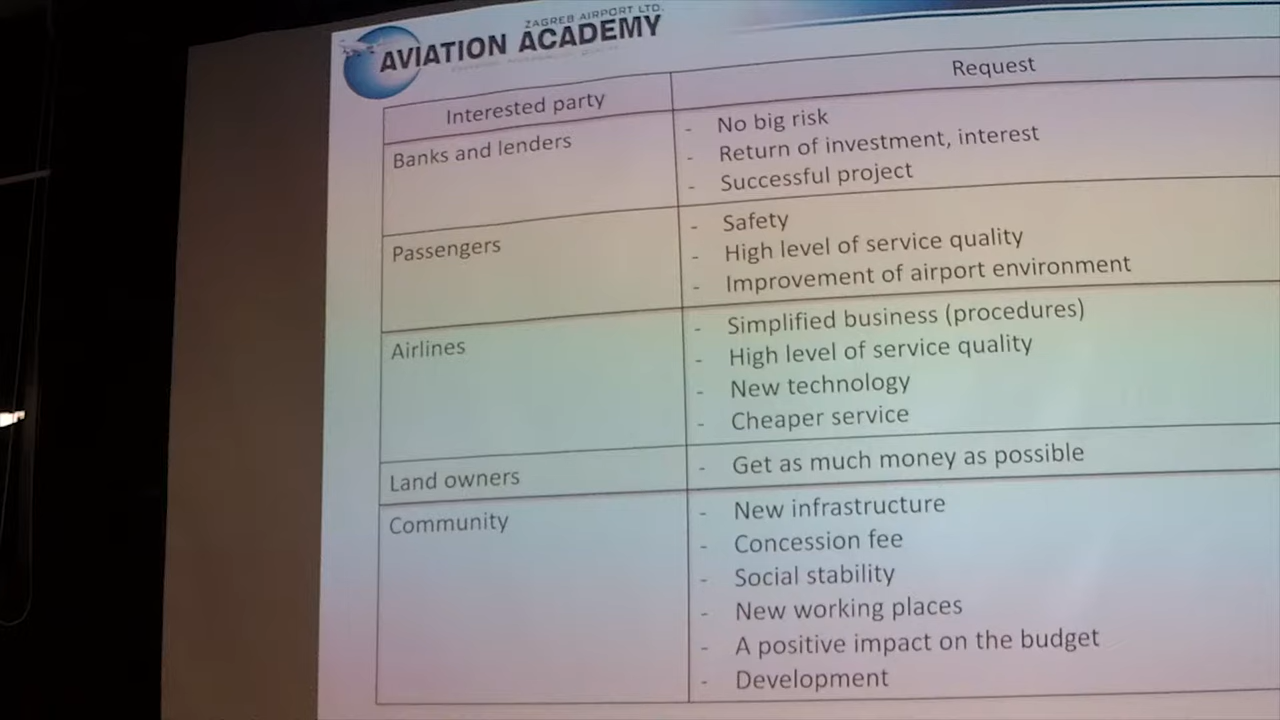 ZAGREB AIRPORT LTD.
AVIATION ACADEMY
Interested party
Request
Banks and lenders
- No big risk
- Return of investment, interest
- Successful project
Passengers
- Safety
- High level of service quality
- Improvement of airport environment
Airlines
- Simplified business (procedures)
- High level of service quality
- New technology
- Cheaper service
Land owners
- Get as much money as possible
Community
- New infrastructure
- Concession fee
- Social stability
- New working places
- A positive impact on the budget
- Development